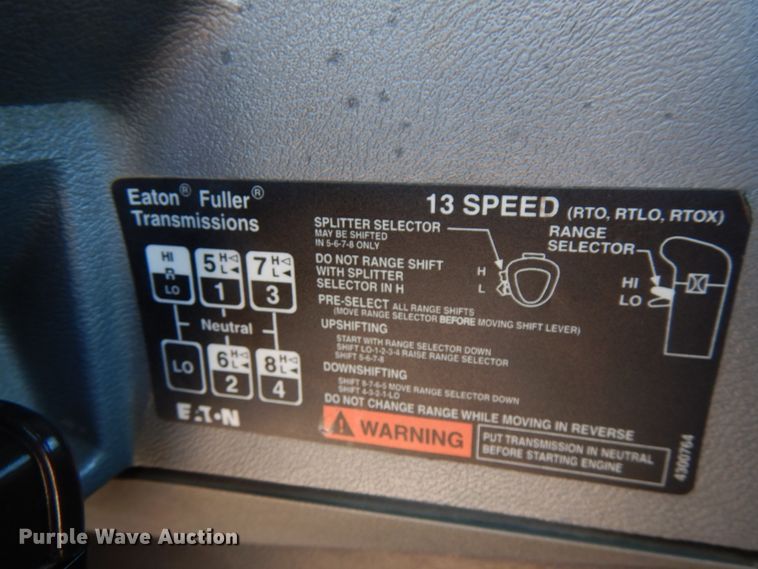 Eaton® Fuller®
Transmissions
13 SPEED (RTO, RTLO, RTOX)
HI
R
LO
5 H L
1
7 H L
3
Neutral
LO
6 H L
2
8 H L
4
EATON
SPLITTER SELECTOR
MAY BE SHIFTED
IN 5-6-7-8 ONLY
DO NOT RANGE SHIFT
WITH SPLITTER
SELECTOR IN H
H
L
RANGE
SELECTOR
HI
LO
PRE-SELECT ALL RANGE SHIFTS
(MOVE RANGE SELECTOR BEFORE MOVING SHIFT LEVER)
UPSHIFTING
START WITH RANGE SELECTOR DOWN
SHIFT LO-1-2-3-4 RAISE RANGE SELECTOR
SHIFT 5-6-7-8
DOWNSHIFTING
SHIFT 8-7-6-5 MOVE RANGE SELECTOR DOWN
SHIFT 4-3-2-1-LO
DO NOT CHANGE RANGE WHILE MOVING IN REVERSE
WARNING
PUT TRANSMISSION IN NEUTRAL
BEFORE STARTING ENGINE
4300764
Purple Wave Auction